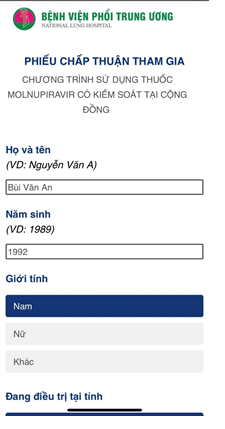 BỆNH VIỆN PHỔI TRUNG ƯƠNG
NATIONAL LUNG HOSPITAL
PHIẾU CHẤP THUẬN THAM GIA
CHƯƠNG TRÌNH SỬ DỤNG THUỐC
MOLNUPIRAVIR CÓ KIỂM SOÁT TẠI CỘNG
ĐỒNG
Họ và tên
(VD: Nguyễn Văn A)
Bùi Văn An
Năm sinh
(VD: 1989)
1992
Giới tính
Nam
Nữ
Khác
Đang điều trị tại tỉnh